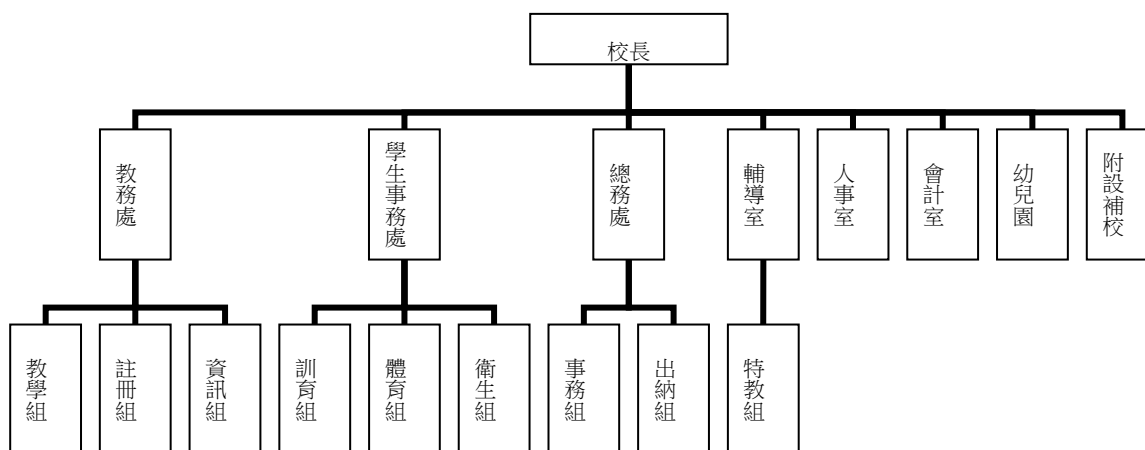 校長
教務處
學生事務處
總務處
輔導室
人事室
會計室
幼兒園
附設補校
教學組
註冊組
資訊組
訓育組
體育組
衛生組
事務組
出納組
特教組